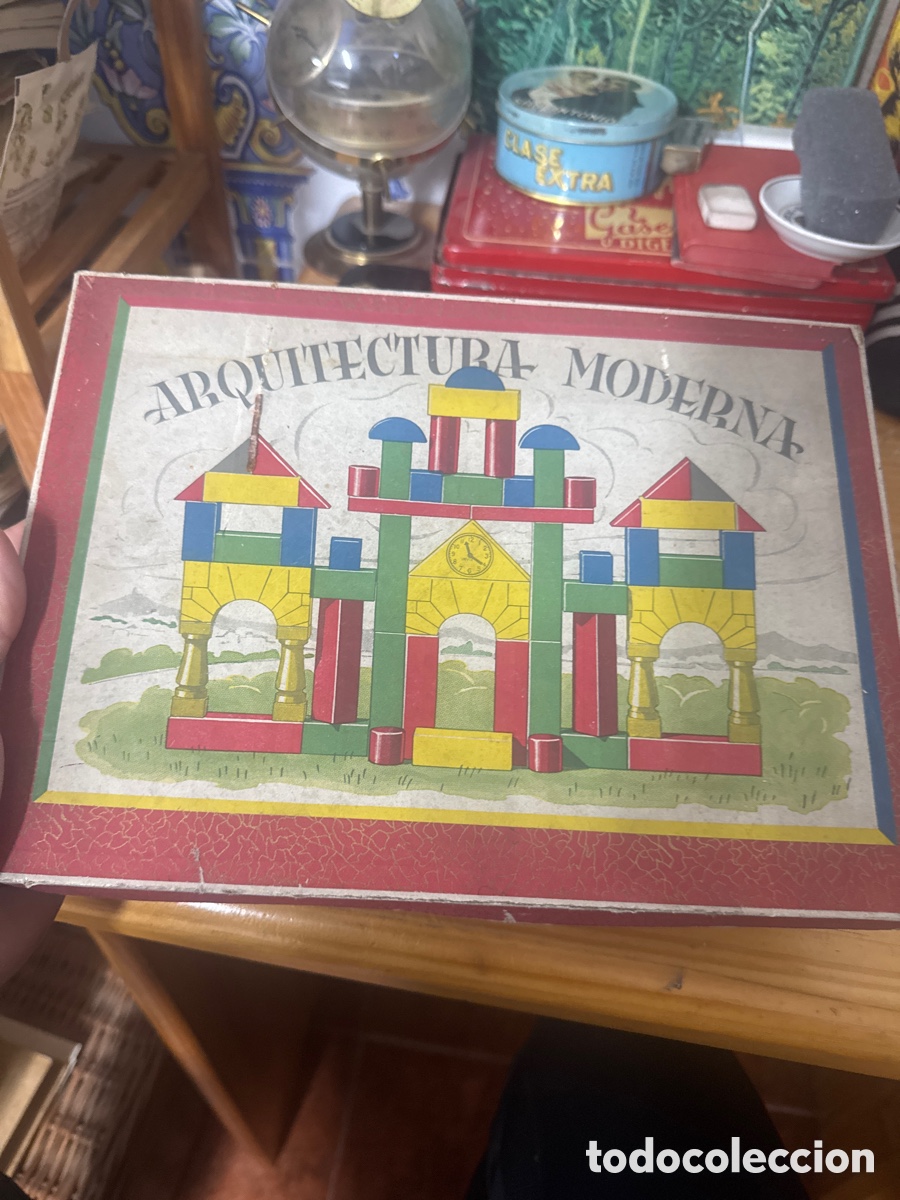 CLASE
EXTRA
ARQUITECTURA MODERNA
todocoleccion